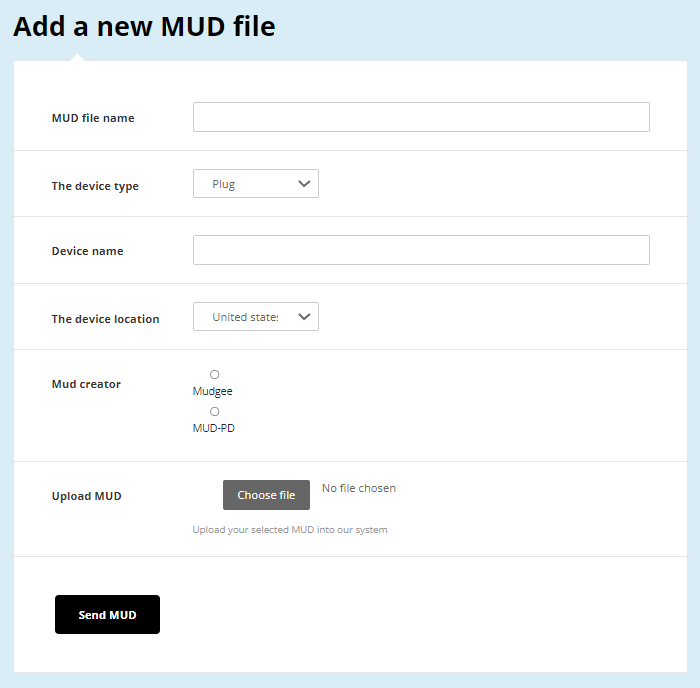 Add a new MUD file
MUD file name
The device type
Plug
Device name
The device location
United state
Mud creator
Mudgee
MUD-PD
Upload MUD
Choose file
No file chosen
Upload your selected MUD into our system
Send MUD